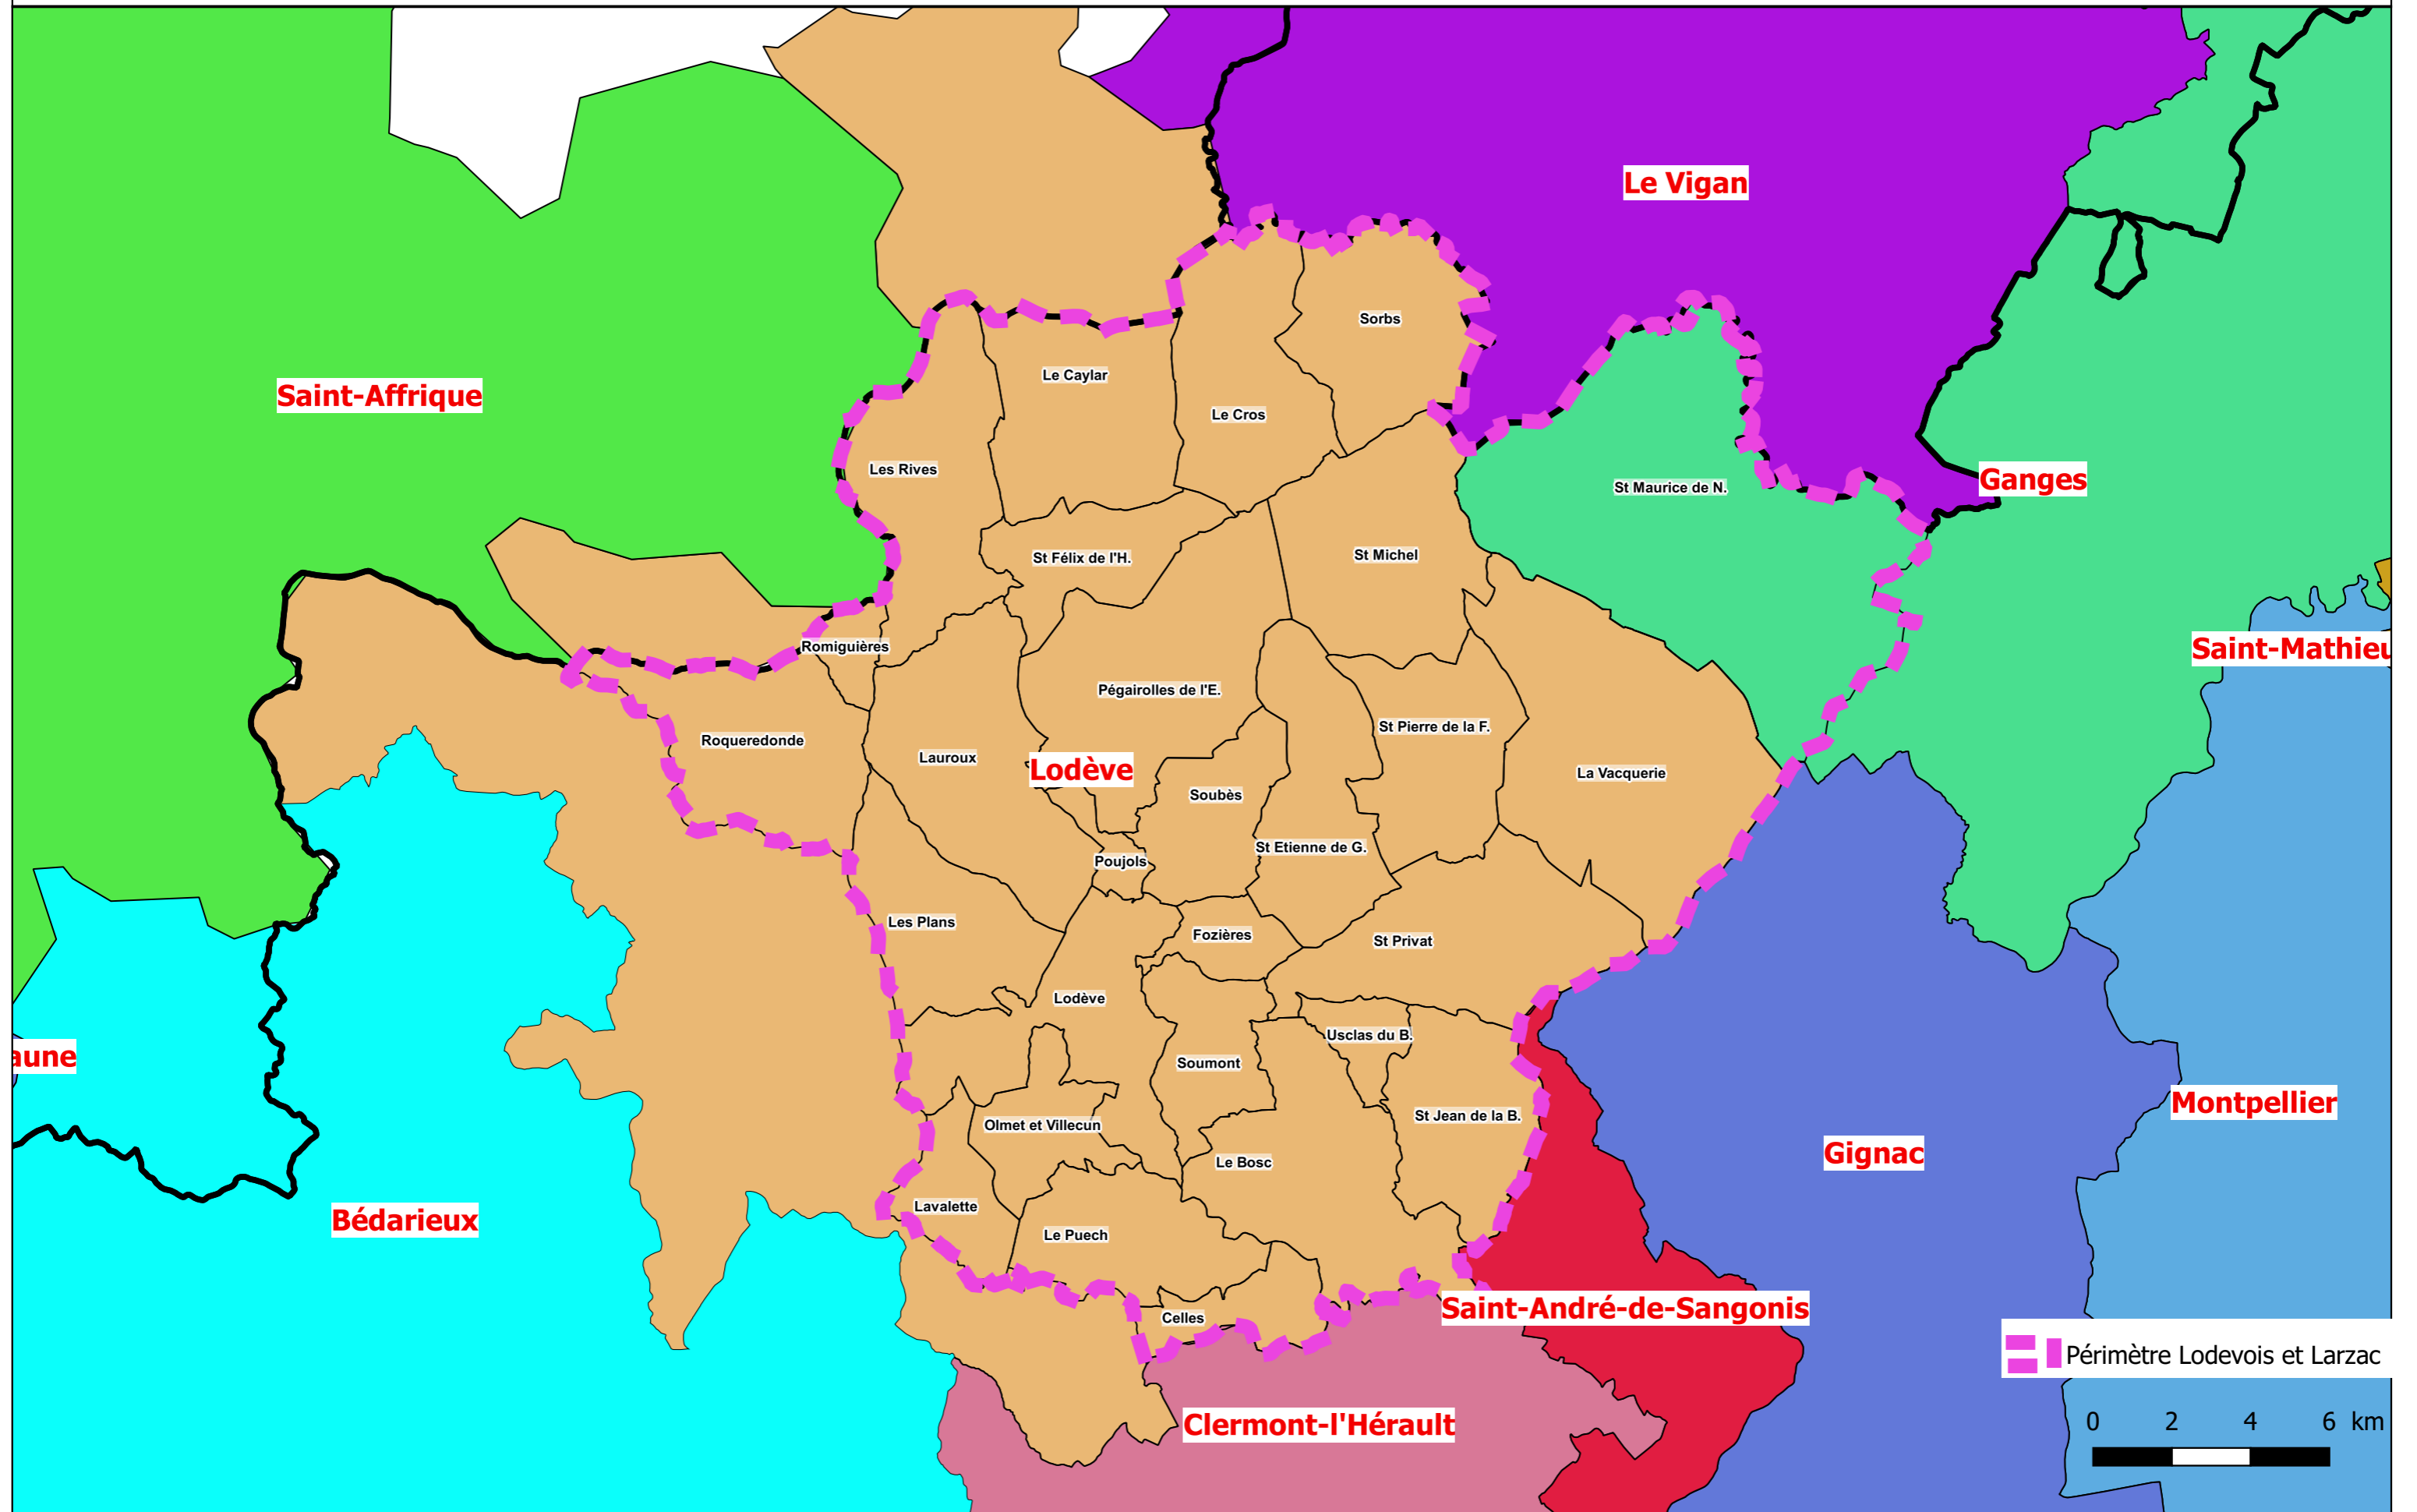 Le Vigan
Sorbs
Le Caylar
Saint-Affrique
Le Cros
Les Rives
Ganges
St Maurice de N.
St Michel
St Félix de l'H.
Romiguières
Saint-Mathieu
Pégairolles de l'E.
St Pierre de la F.
Roqueredonde
Lauroux
Lodève
La Vacquerie
Soubès
St Etienne de G.
Poujols
Les Plans
Fozières
St Privat
Lodève
Usclas du B.
aune
Soumont
Montpellier
St Jean de la B.
Olmet et Villecun
Gignac
Le Bosc
Lavalette
Bédarieux
Le Puech
Saint-André-de-Sangonis
Celles
Périmètre Lodevois et Larzac
Clermont-l'Hérault
0 2 4 6 km